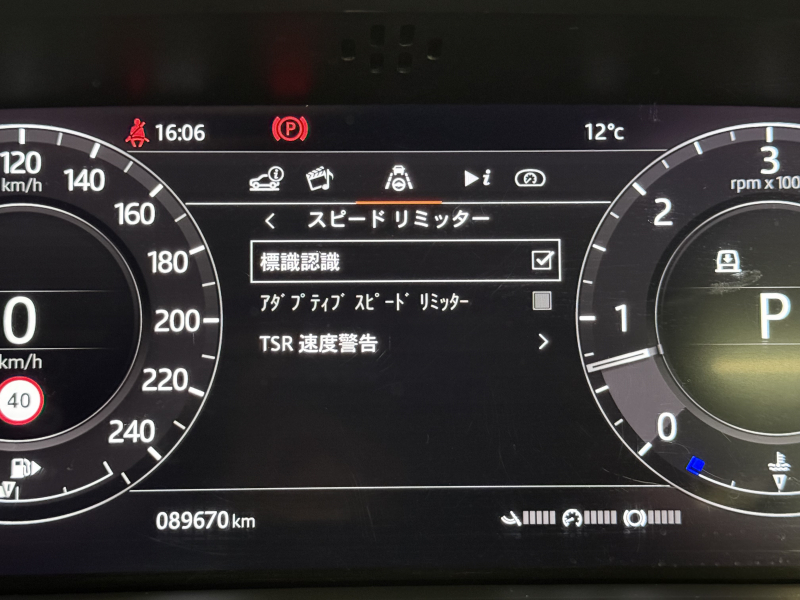 16:06
P
12°c
120
km/h
140
160
180
200
220
240
i
i
スピード リミッター
標識認識
ｱﾀﾞﾌﾟﾃｨﾌﾞ ｽﾋﾟｰﾄﾞ ﾘﾐｯﾀｰ
TSR 速度警告
0
km/h
40
3
rpm x 100
2
1
0
P
089670 km